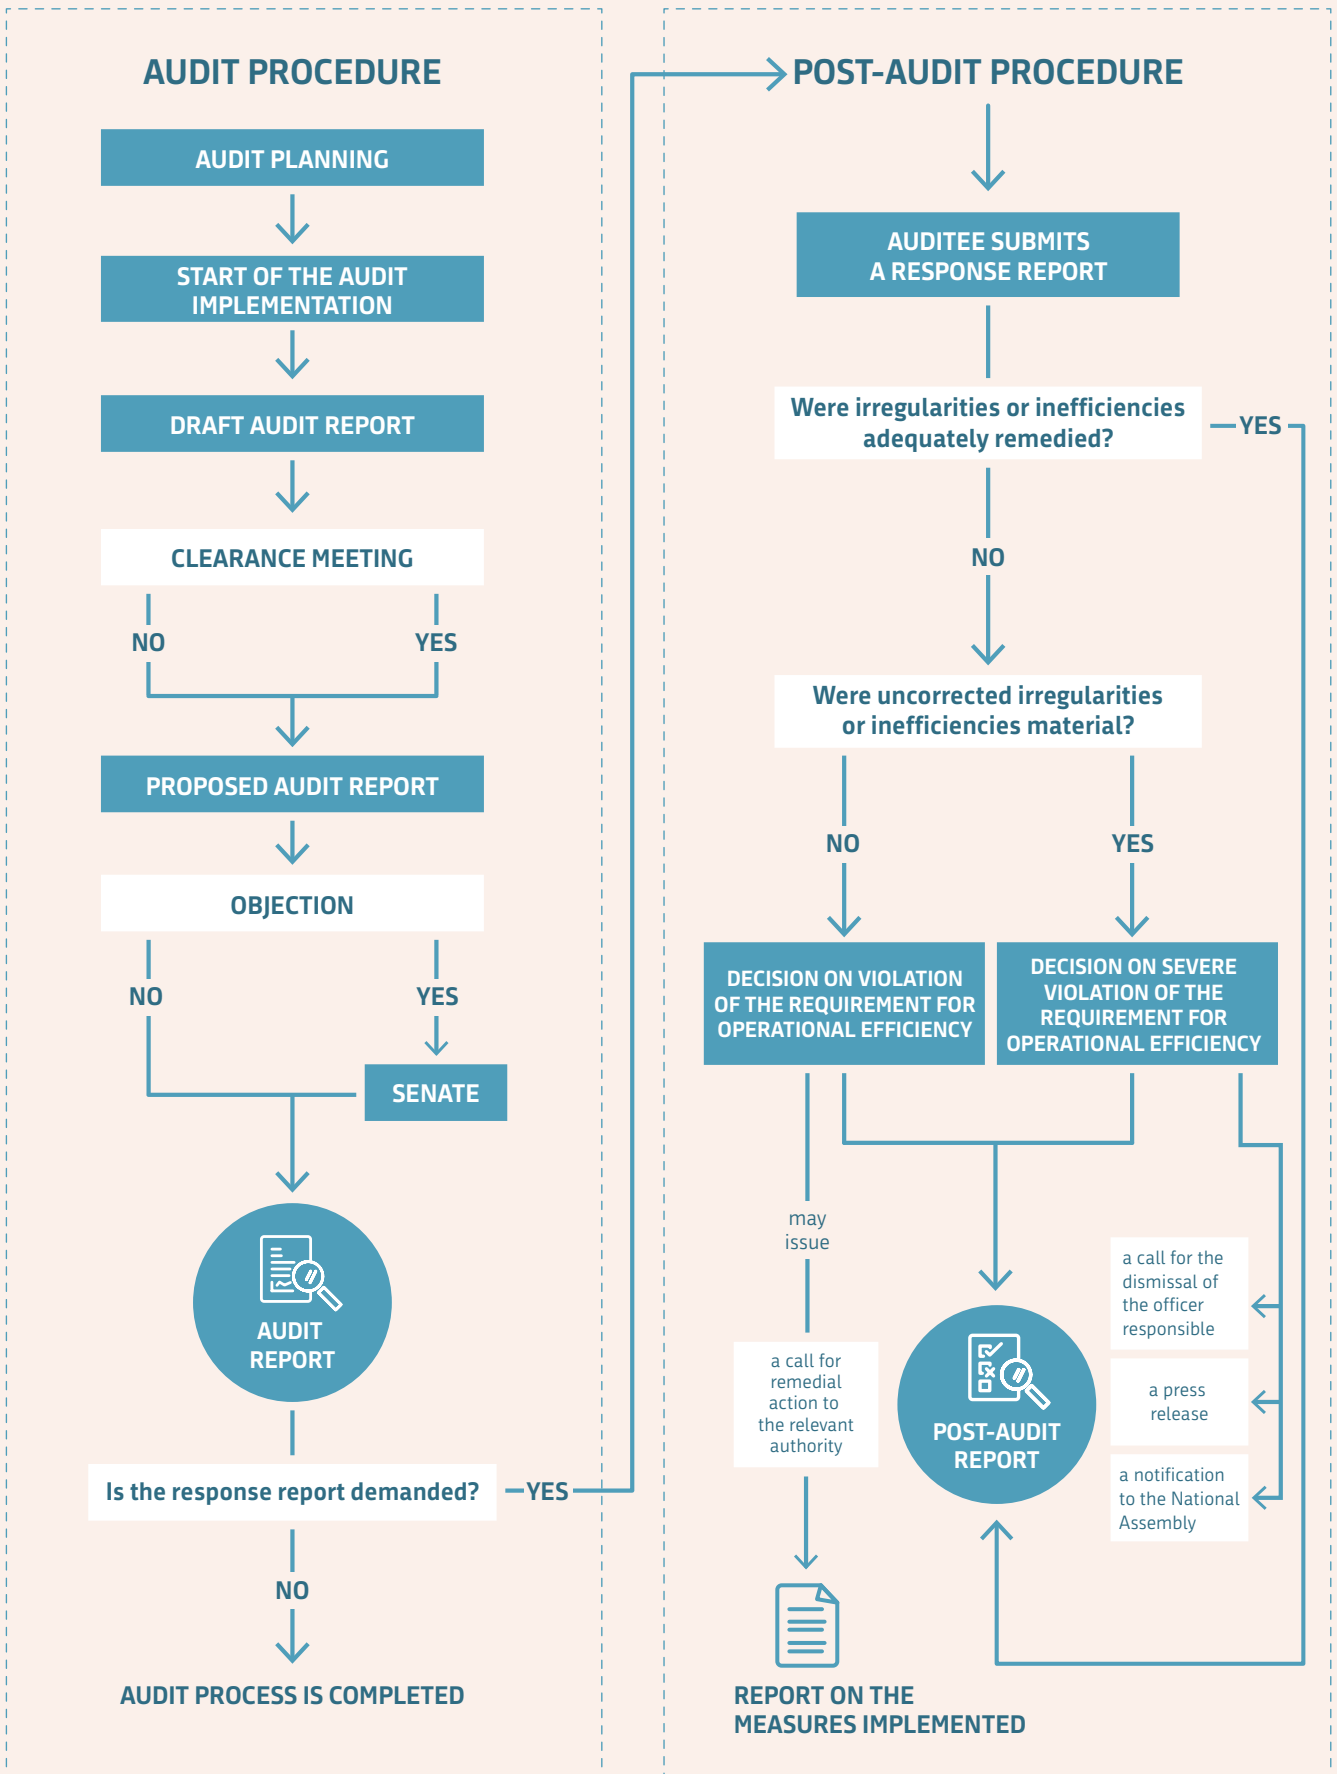 AUDIT PROCEDURE
AUDIT PLANNING
START OF THE AUDIT
IMPLEMENTATION
DRAFT AUDIT REPORT
CLEARANCE MEETING
NO
YES
PROPOSED AUDIT REPORT
OBJECTION
NO
YES
SENATE
AUDIT
REPORT
Is the response report demanded?
YES
NO
AUDIT PROCESS IS COMPLETED
POST-AUDIT PROCEDURE
AUDITEE SUBMITS
A RESPONSE REPORT
Were irregularities or inefficiencies
adequately remedied?
YES
NO
Were uncorrected irregularities
or inefficiencies material?
NO
YES
DECISION ON VIOLATION
OF THE REQUIREMENT FOR
OPERATIONAL EFFICIENCY
DECISION ON SEVERE
VIOLATION OF THE
REQUIREMENT FOR
OPERATIONAL EFFICIENCY
may
issue
a call for
remedial
action to
the relevant
authority
POST-AUDIT
REPORT
a call for the
dismissal of
the officer
responsible
a press
release
a notification
to the National
Assembly
REPORT ON THE
MEASURES IMPLEMENTED